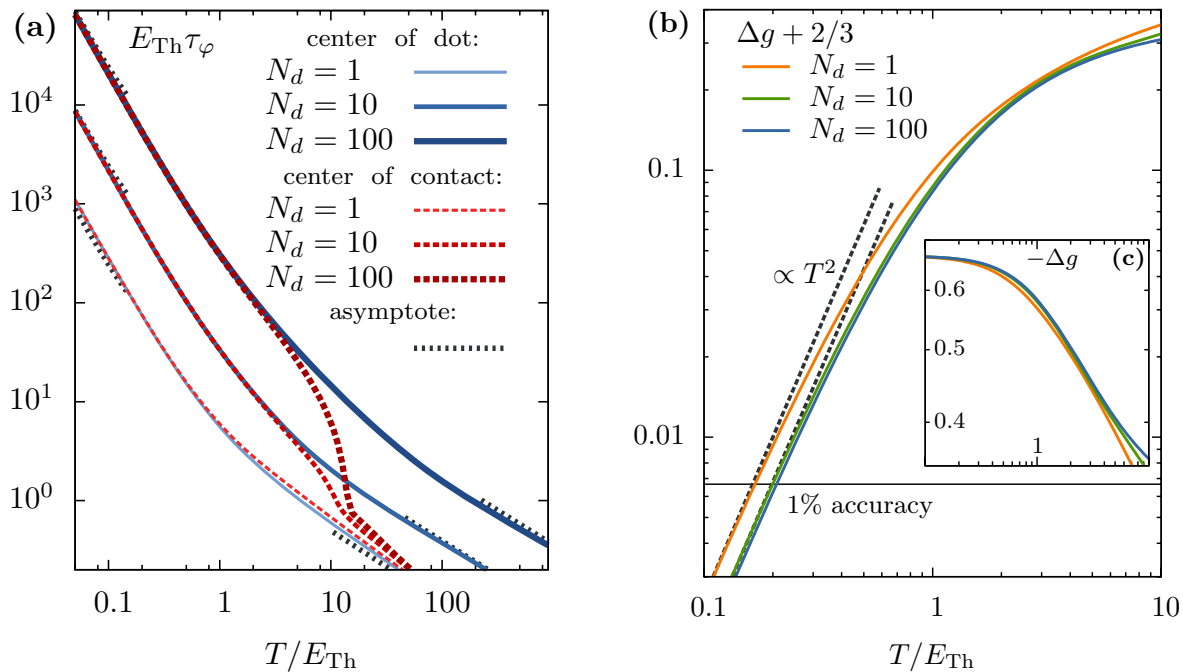 (a)
E_Th τ_φ
center of dot:
N_d = 1
N_d = 10
N_d = 100
center of contact:
N_d = 1
N_d = 10
N_d = 100
asymptote:
10^4
10^3
10^2
10^1
10^0
0.1 1 10 100
T/E_Th
(b)
Δg + 2/3
N_d = 1
N_d = 10
N_d = 100
0.1
0.01
∝ T^2
1% accuracy
0.1 1 10
T/E_Th
−Δg (c)
0.6
0.5
0.4
1